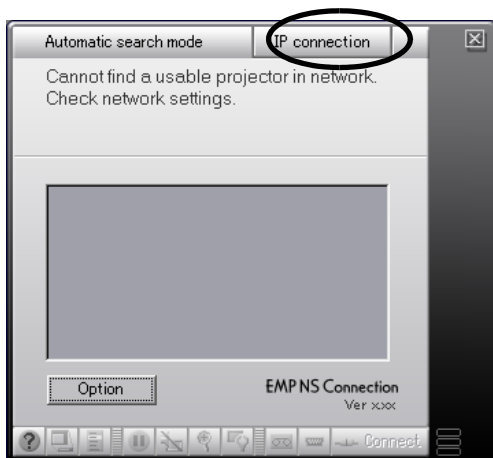 Automatic search mode
IP connection
Cannot find a usable projector in network.
Check network settings.
Option
EMP NS Connection
Ver x.xx
?
Connect